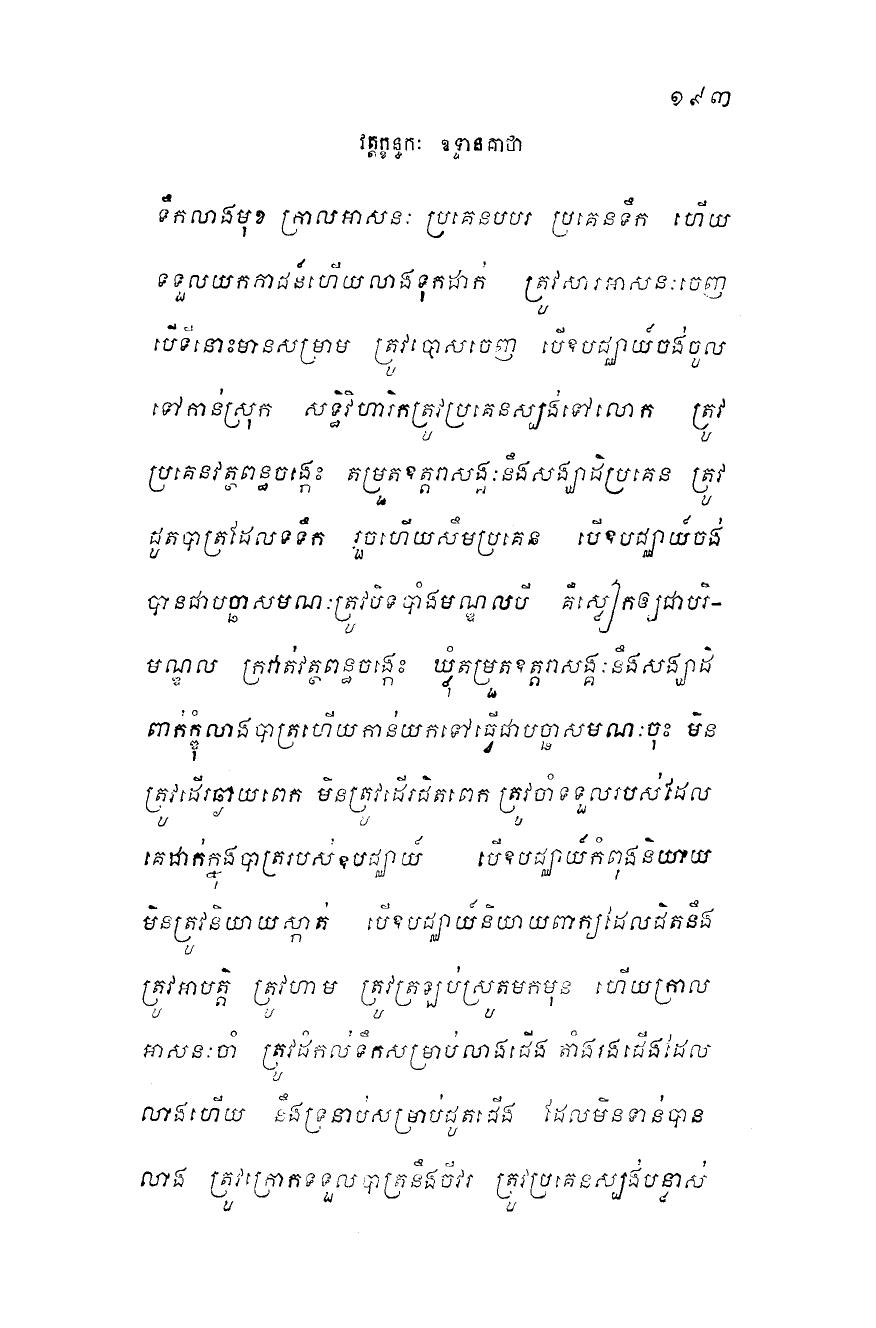 ១៩៣
វត្តក្ខន្ធកៈ ឧទ្ទានគាថា
ទឹកលាងមុខ ក្រាលអាសនៈ ប្រគេនបបរ ប្រគេនទឹក ហើយ
ទទួលយកភាជន៍ហើយលាងទុកដាក់ ត្រូវសារអាសនៈចេញ
បើទីនោះមានសម្រាម ត្រូវបោសចេញ បើឧបជ្ឈាយ៍ចង់ចូល
ទៅកាន់ស្រុក សទ្ធិវិហារិកត្រូវប្រគេនស្បង់ទៅលោក ត្រូវ
ប្រគេនវត្ថពន្ធចង្កេះ តម្រួតឧត្តរាសង្គៈនឹងសង្ឃាដិប្រគេន ត្រូវ
ជូតបាត្រដែលទទឹក រួចហើយសឹមប្រគេន បើឧបជ្ឈាយ៍ចង់
បានជាបច្ឆាសមណៈត្រូវបិទបាំងមណ្ឌលបី គឺស្លៀកឲ្យជាបរិ-
មណ្ឌល ក្រវាត់វត្ថពន្ធចង្កេះ ឃ្លុំតម្រួតឧត្តរាសង្គៈនឹងសង្ឃាដិ
ពាក់ក្ឌុំលាងបាត្រហើយកាន់យកទៅធ្វើជាបច្ឆាសមណៈចុះ មិន
ត្រូវដើរឆ្ងាយពេក មិនត្រូវដើរជិតពេក ត្រូវចាំទទួលរបស់ដែល
គេដាក់ក្នុងបាត្ររបស់ឧបជ្ឈាយ៍ បើឧបជ្ឈាយ៍កំពុងនិយាយ
មិនត្រូវនិយាយស្កាត់ បើឧបជ្ឈាយ៍និយាយពាក្យដែលជិតនឹង
ត្រូវអាបត្តិ ត្រូវហាម ត្រូវត្រឡប់ស្រូតមកមុន ហើយក្រាល
អាសនៈចាំ ត្រូវដំកល់ទឹកសម្រាប់លាងជើង តាំងរងជើងដែល
លាងហើយ នឹងទ្រនាប់សម្រាប់ជូតជើង ដែលមិនទាន់បាន
លាង ត្រូវក្រោកទទួលបាត្រនឹងចីវរ ត្រូវប្រគេនស្បង់បន្ទាស់